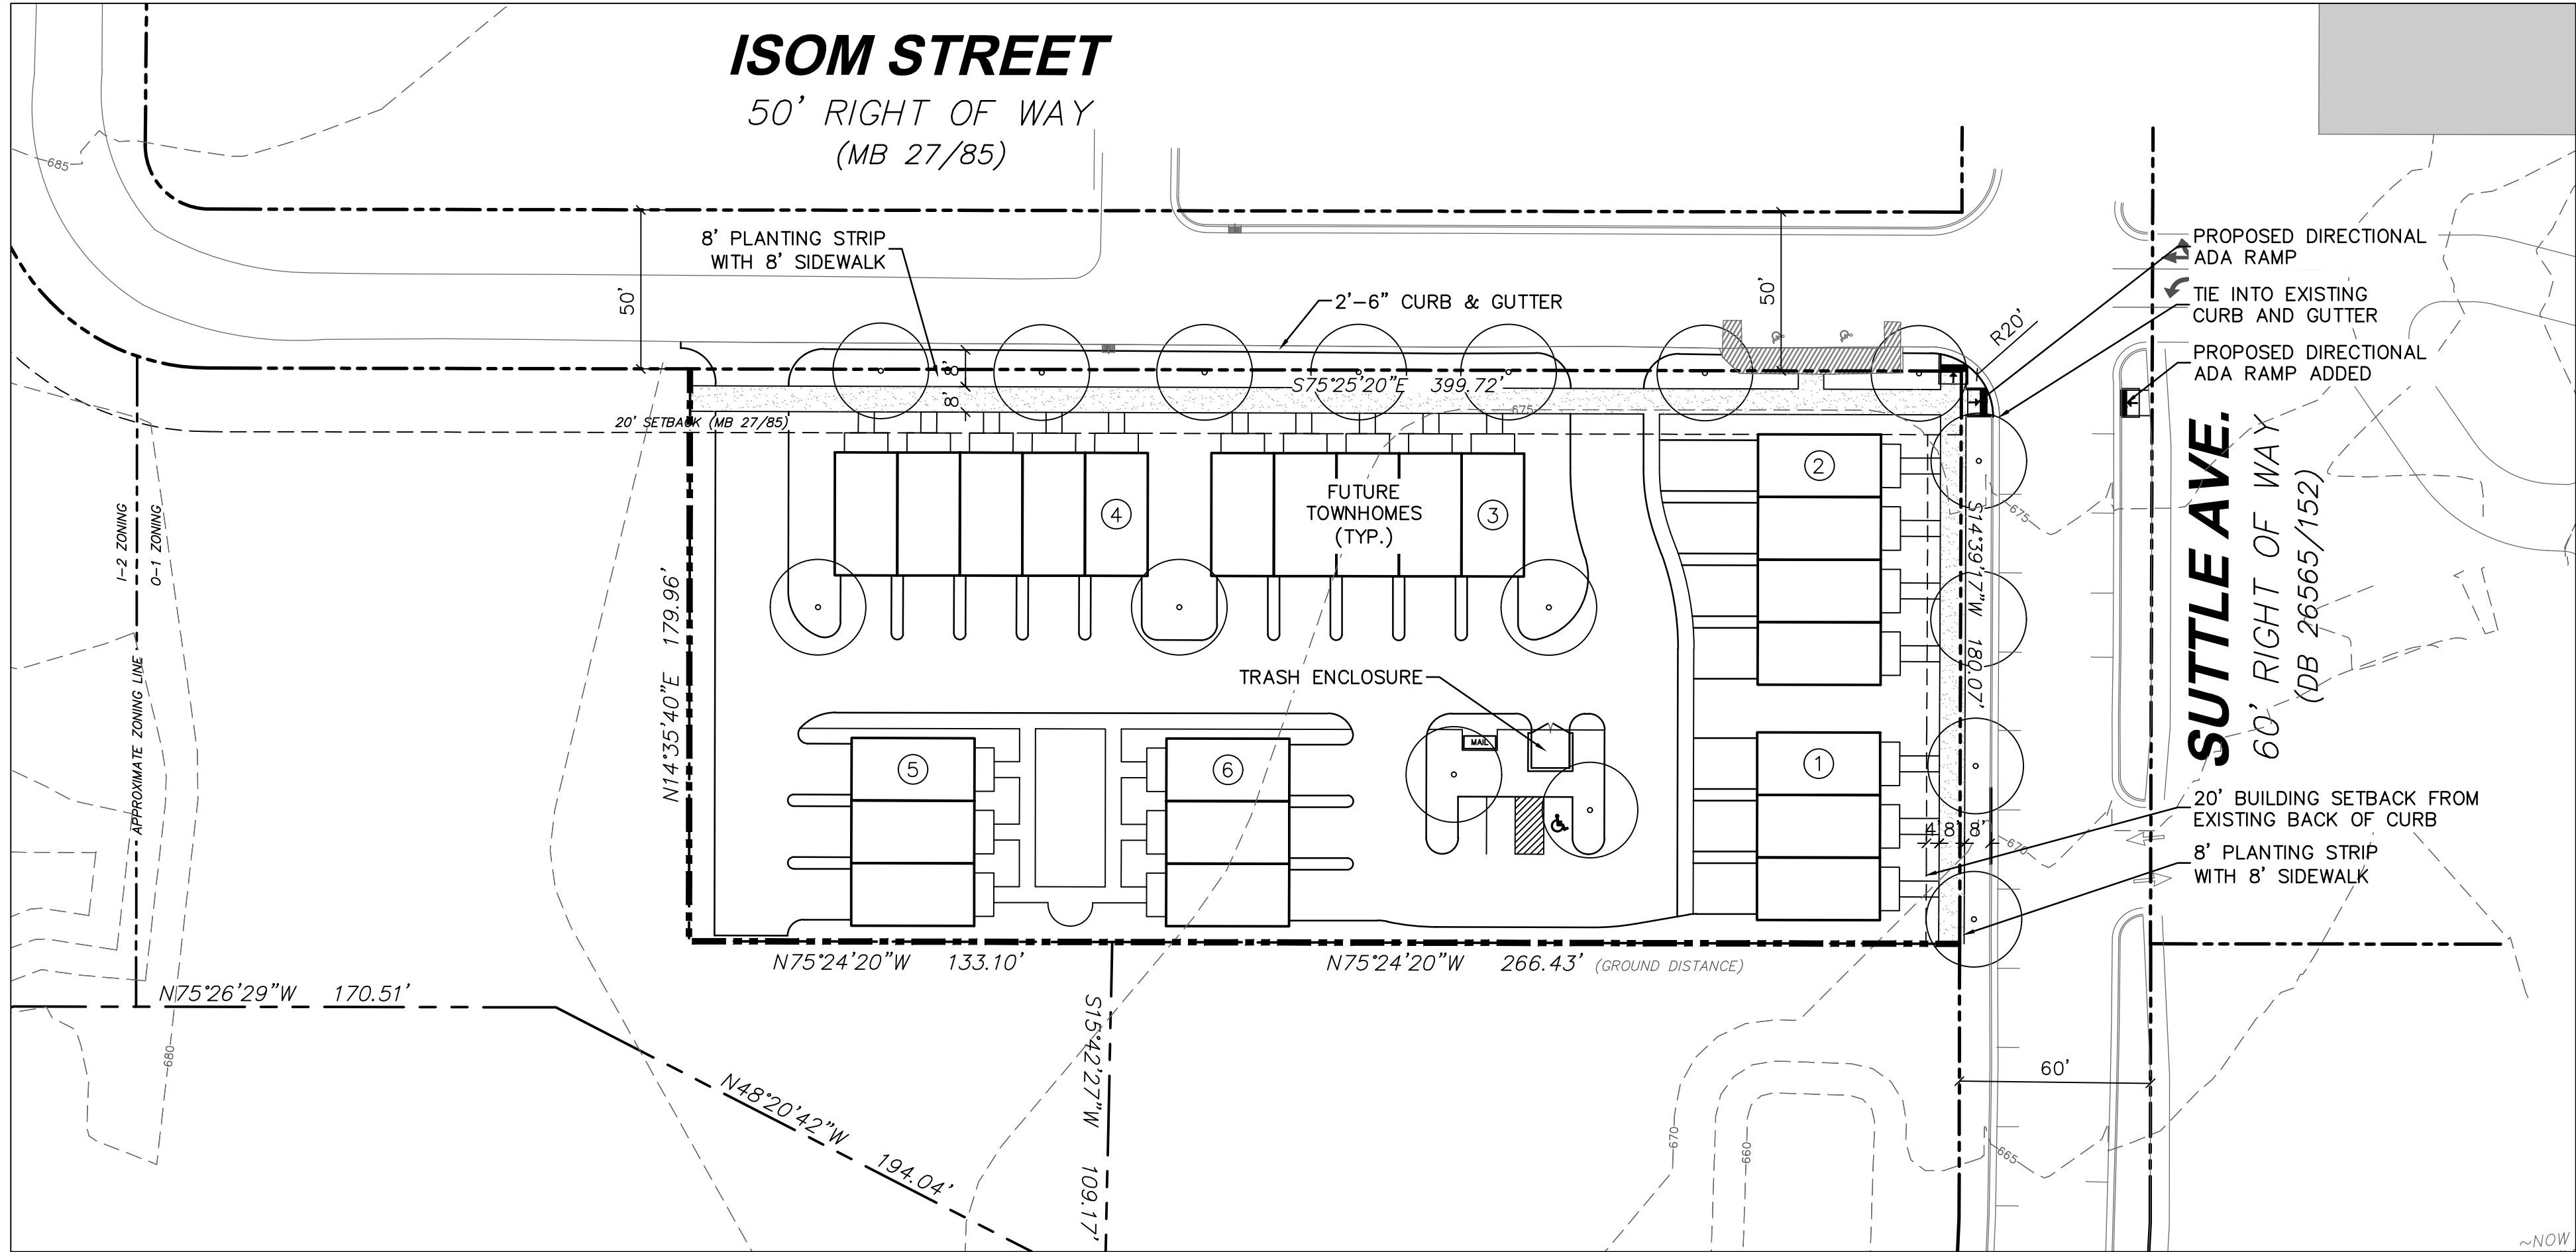 ISOM STREET
50' RIGHT OF WAY
(MB 27/85)
685
8' PLANTING STRIP
WITH 8' SIDEWALK
50'
2'-6" CURB & GUTTER
50'
R20'
PROPOSED DIRECTIONAL
ADA RAMP
TIE INTO EXISTING
CURB AND GUTTER
PROPOSED DIRECTIONAL
ADA RAMP ADDED
8'
8'
S75°25'20"E 399.72'
675
20' SETBACK (MB 27/85)
I-2 ZONING
O-1 ZONING
APPROXIMATE ZONING LINE
N14°35'40"E 179.96'
4
FUTURE
TOWNHOMES
(TYP.)
3
2
S14°39'17"W 180.07'
675
SUTTLE AVE.
60' RIGHT OF WAY
(DB 26565/152)
TRASH ENCLOSURE
MAIL
5
6
1
4' 8' 8'
670
20' BUILDING SETBACK FROM
EXISTING BACK OF CURB
8' PLANTING STRIP
WITH 8' SIDEWALK
N75°24'20"W 133.10'
N75°24'20"W 266.43' (GROUND DISTANCE)
N75°26'29"W 170.51'
680
N48°20'42"W 194.04'
S15°42'27"W 109.17'
60'
670
660
665
~NOW